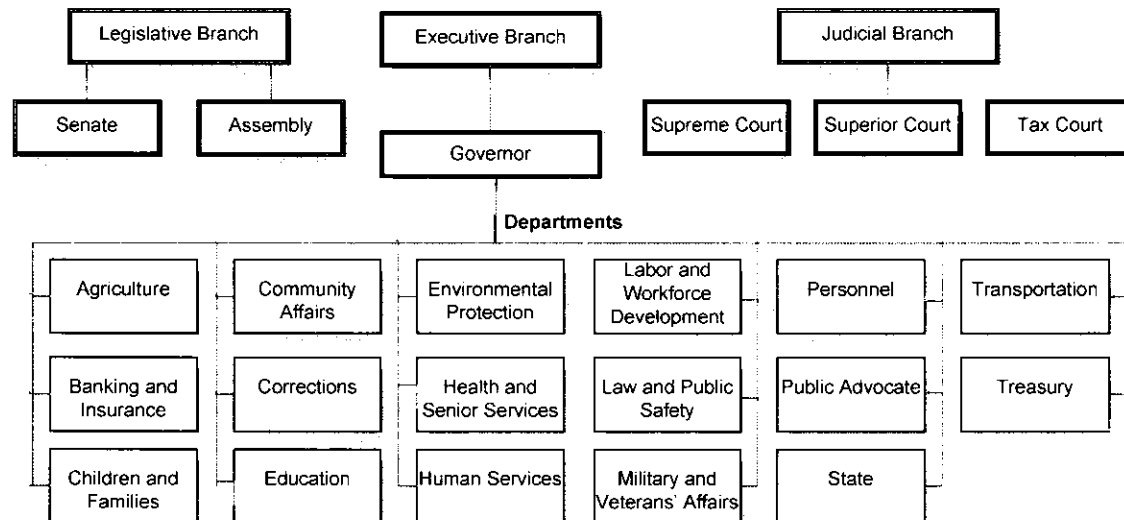 Legislative Branch
Executive Branch
Judicial Branch
Senate
Assembly
Supreme Court
Superior Court
Tax Court
Governor
Departments
Agriculture
Community
Affairs
Environmental
Protection
Labor and
Workforce
Development
Personnel
Transportation
Banking and
Insurance
Corrections
Health and
Senior Services
Law and Public
Safety
Public Advocate
Treasury
Children and
Families
Education
Human Services
Military and
Veterans' Affairs
State